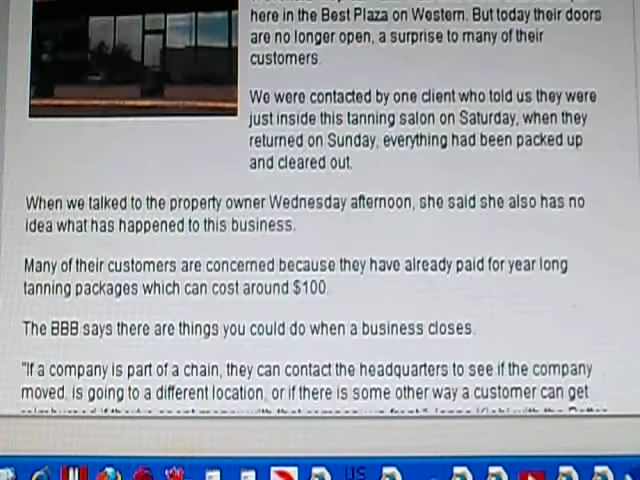 here in the Best Plaza on Western. But today their doors
are no longer open, a surprise to many of their
customers.
We were contacted by one client who told us they were
just inside this tanning salon on Saturday, when they
returned on Sunday, everything had been packed up
and cleared out.
When we talked to the property owner Wednesday afternoon, she said she also has no
idea what has happened to this business.
Many of their customers are concerned because they have already paid for year long
tanning packages which can cost around $100.
The BBB says there are things you could do when a business closes.
"If a company is part of a chain, they can contact the headquarters to see if the company
moved, is going to a different location, or if there is some other way a customer can get
US